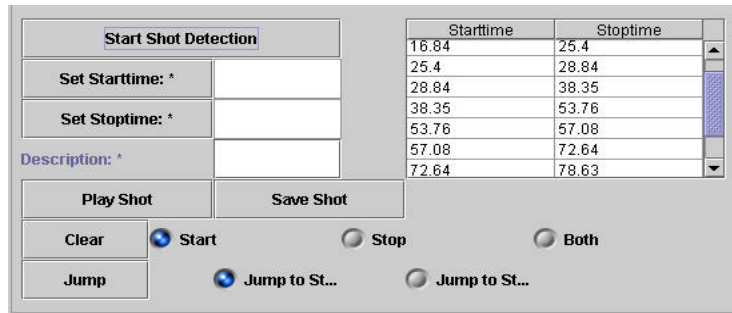 Start Shot Detection
Set Starttime: *
Set Stoptime: *
Description: *
Play Shot Save Shot
Clear Start Stop Both
Jump Jump to St... Jump to St...
Starttime Stoptime
16.84 25.4
25.4 28.84
28.84 38.35
38.35 53.76
53.76 57.08
57.08 72.64
72.64 78.63